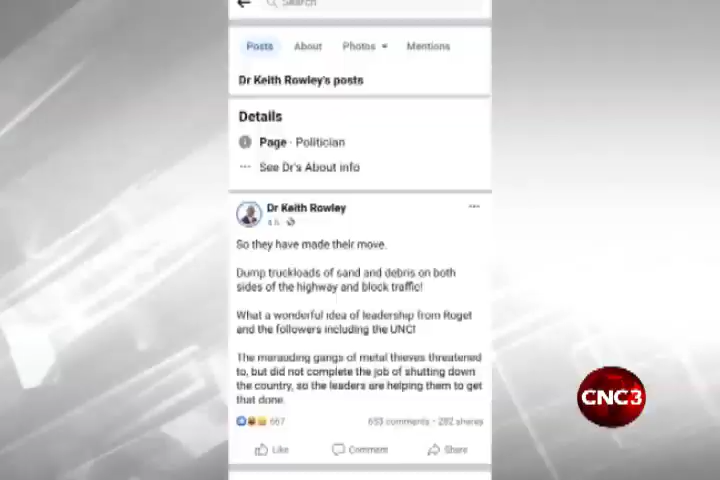 Search
Posts About Photos Mentions
Dr Keith Rowley's posts
Details
Page · Politician
See Dr's About info
Dr Keith Rowley
So they have made their move.
Dump truckloads of sand and debris on both
sides of the highway and block traffic!
What a wonderful idea of leadership from Roget
and the followers including the UNC!
The marauding gangs of metal thieves threatened
to, but did not complete the job of shutting down
the country, so the leaders are helping them to get
that done.
667 653 comments · 282 shares
Like Comment Share
CNC3